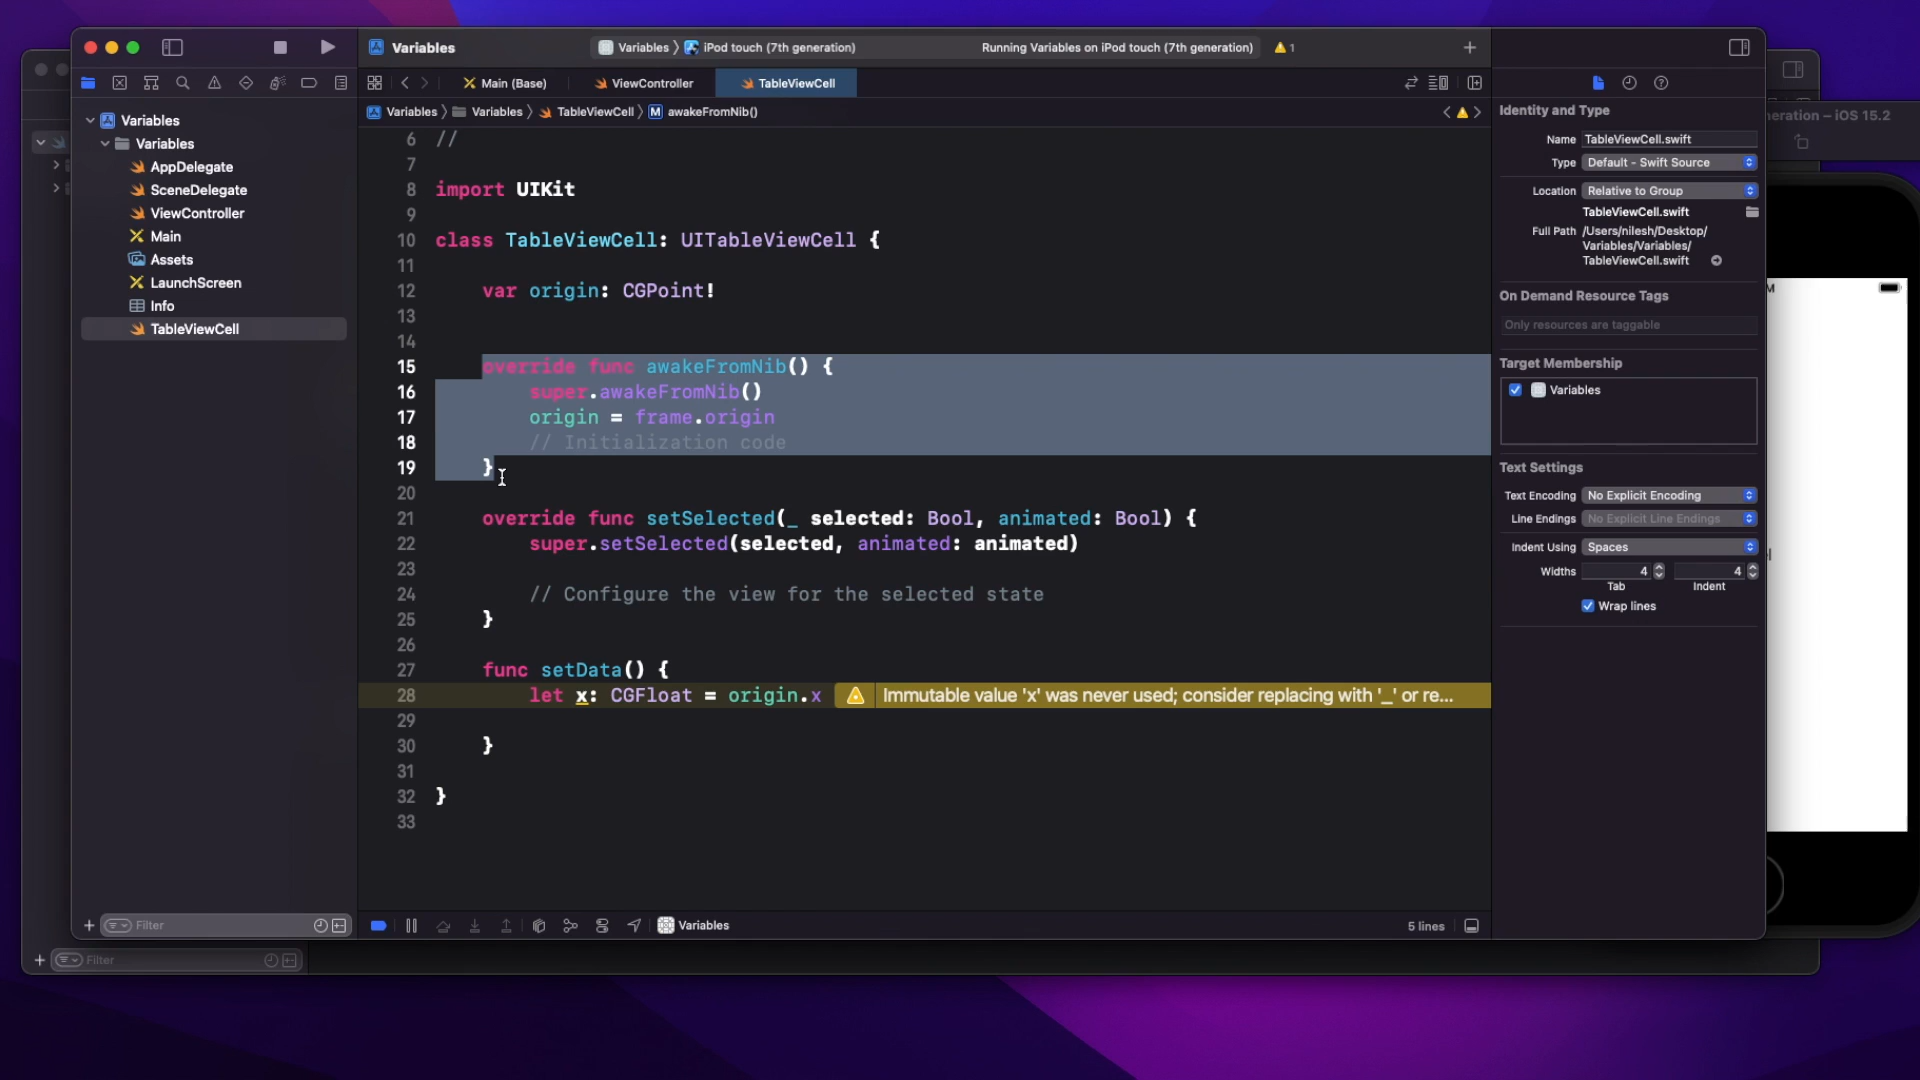 Variables
Variables 〉 iPod touch (7th generation)
Running Variables on iPod touch (7th generation)
1
Main (Base)
ViewController
TableViewCell
Variables 〉 Variables 〉 TableViewCell 〉 M awakeFromNib()
Variables
Variables
AppDelegate
SceneDelegate
ViewController
Main
Assets
LaunchScreen
Info
TableViewCell
Filter
Filter
6 //
7
8 import UIKit
9
10 class TableViewCell: UITableViewCell {
11
12 var origin: CGPoint!
13
14
15 override func awakeFromNib() {
16 super.awakeFromNib()
17 origin = frame.origin
18 // Initialization code
19 }
20
21 override func setSelected(_ selected: Bool, animated: Bool) {
22 super.setSelected(selected, animated: animated)
23
24 // Configure the view for the selected state
25 }
26
27 func setData() {
28 let x: CGFloat = origin.x Immutable value 'x' was never used; consider replacing with '_' or re...
29
30 }
31
32 }
33
Variables
5 lines
Identity and Type
Name TableViewCell.swift
Type Default - Swift Source
Location Relative to Group
TableViewCell.swift
Full Path /Users/nilesh/Desktop/
Variables/Variables/
TableViewCell.swift
On Demand Resource Tags
Only resources are taggable
Target Membership
Variables
Text Settings
Text Encoding No Explicit Encoding
Line Endings No Explicit Line Endings
Indent Using Spaces
Widths 4 4
Tab Indent
Wrap lines
eration – iOS 15.2